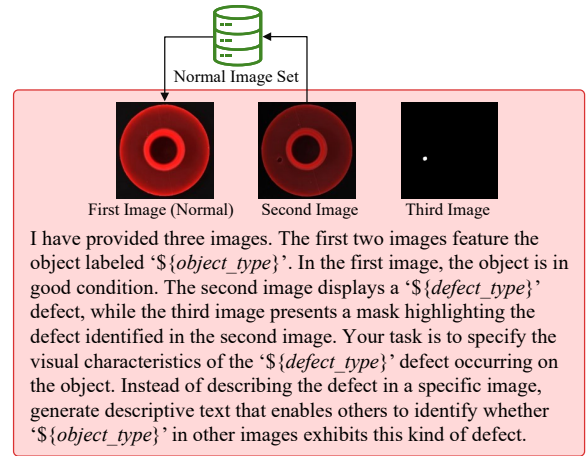 Normal Image Set
First Image (Normal) Second Image Third Image
I have provided three images. The first two images feature the
object labeled ‘${object_type}’. In the first image, the object is in
good condition. The second image displays a ‘${defect_type}’
defect, while the third image presents a mask highlighting the
defect identified in the second image. Your task is to specify the
visual characteristics of the ‘${defect_type}’ defect occurring on
the object. Instead of describing the defect in a specific image,
generate descriptive text that enables others to identify whether
‘${object_type}’ in other images exhibits this kind of defect.